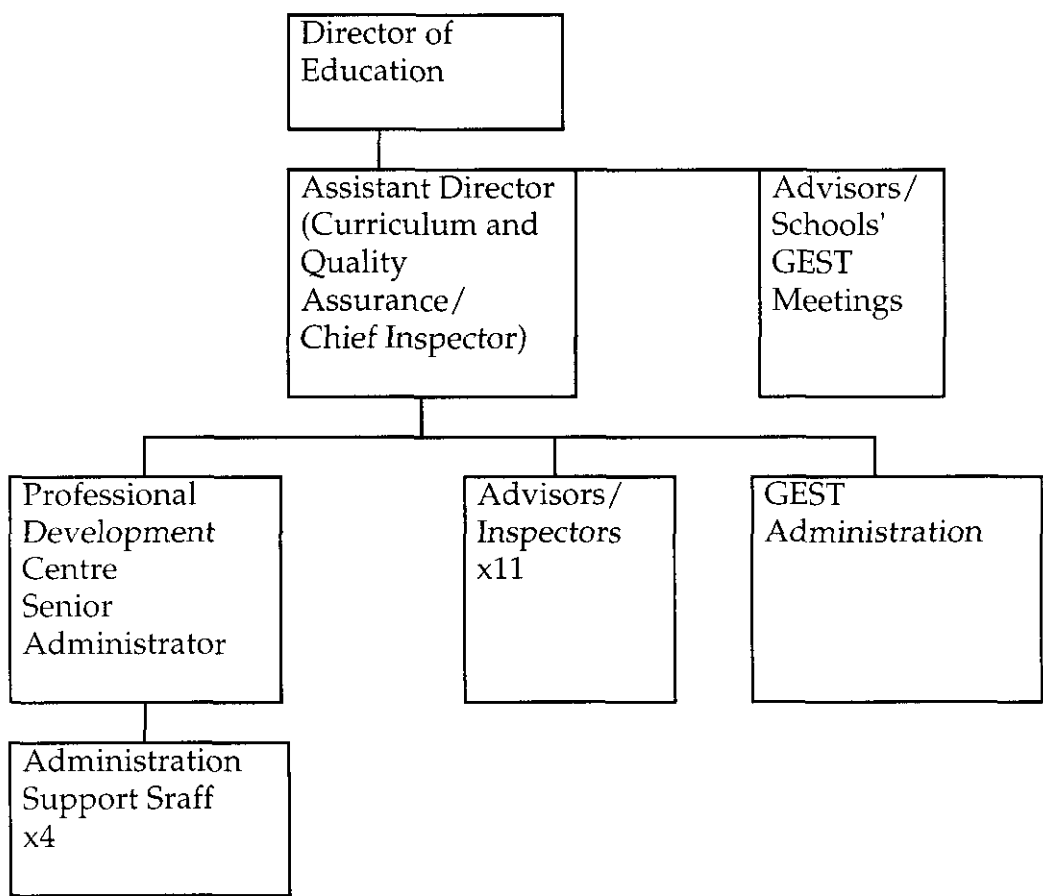 Director of
Education
Assistant Director
(Curriculum and
Quality
Assurance/
Chief Inspector)
Advisors/
Schools'
GEST
Meetings
Professional
Development
Centre
Senior
Administrator
Advisors/
Inspectors
x11
GEST
Administration
Administration
Support Sraff
x4